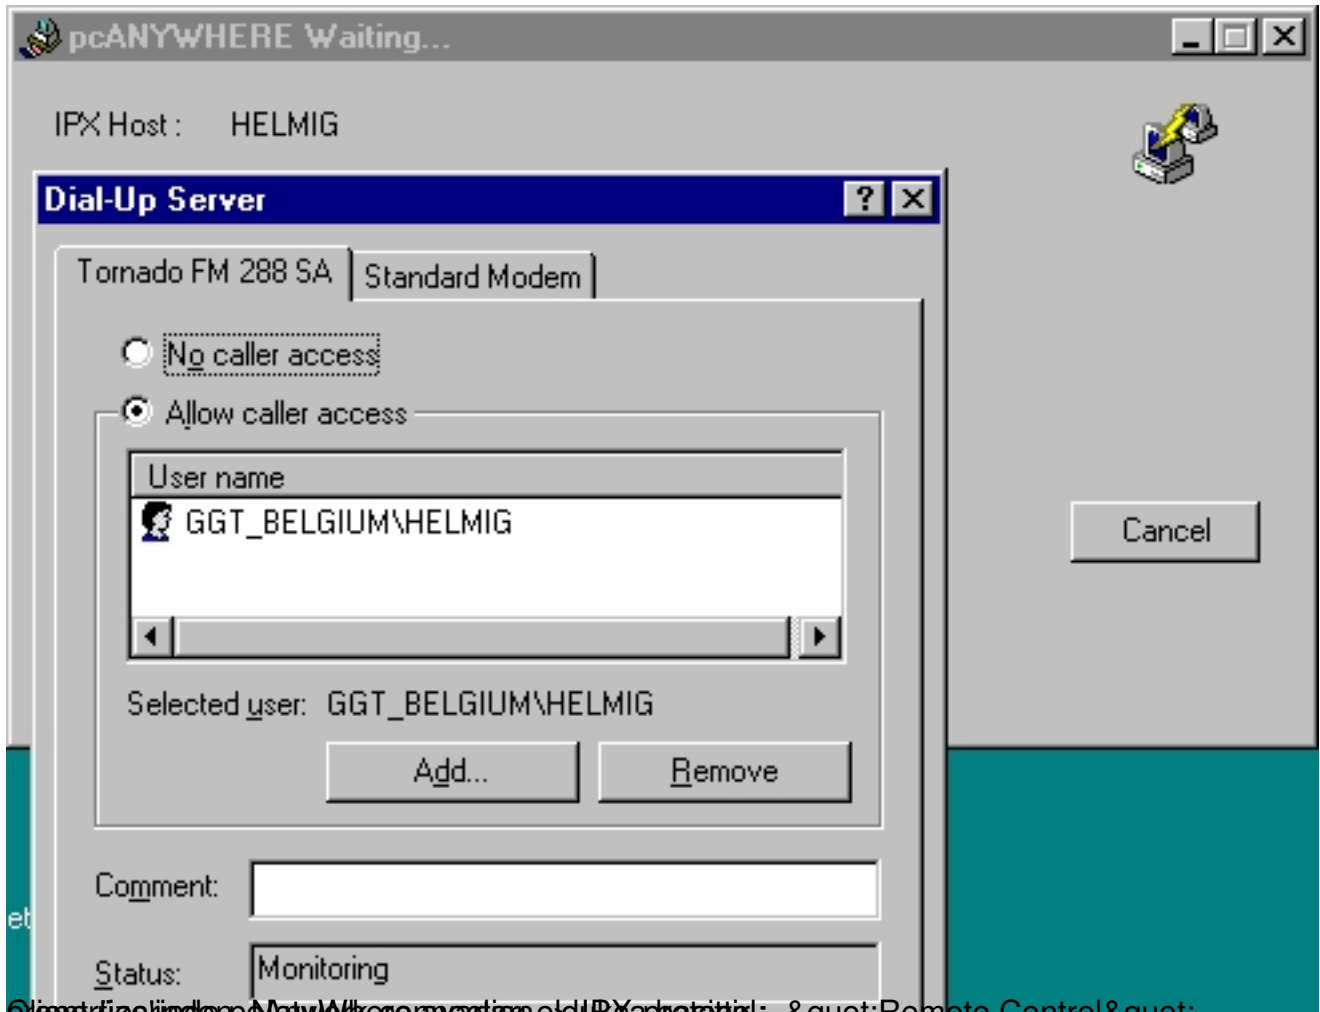 pcANYWHERE Waiting...
IPX Host : HELMIG
Dial-Up Server
Tornado FM 288 SA
Standard Modem
No caller access
Allow caller access
User name
GGT_BELGIUM\HELMIG
Cancel
Selected user: GGT_BELGIUM\HELMIG
Add...
Remove
Comment:
et
Status: Monitoring
&quot;Remote Control&quot;